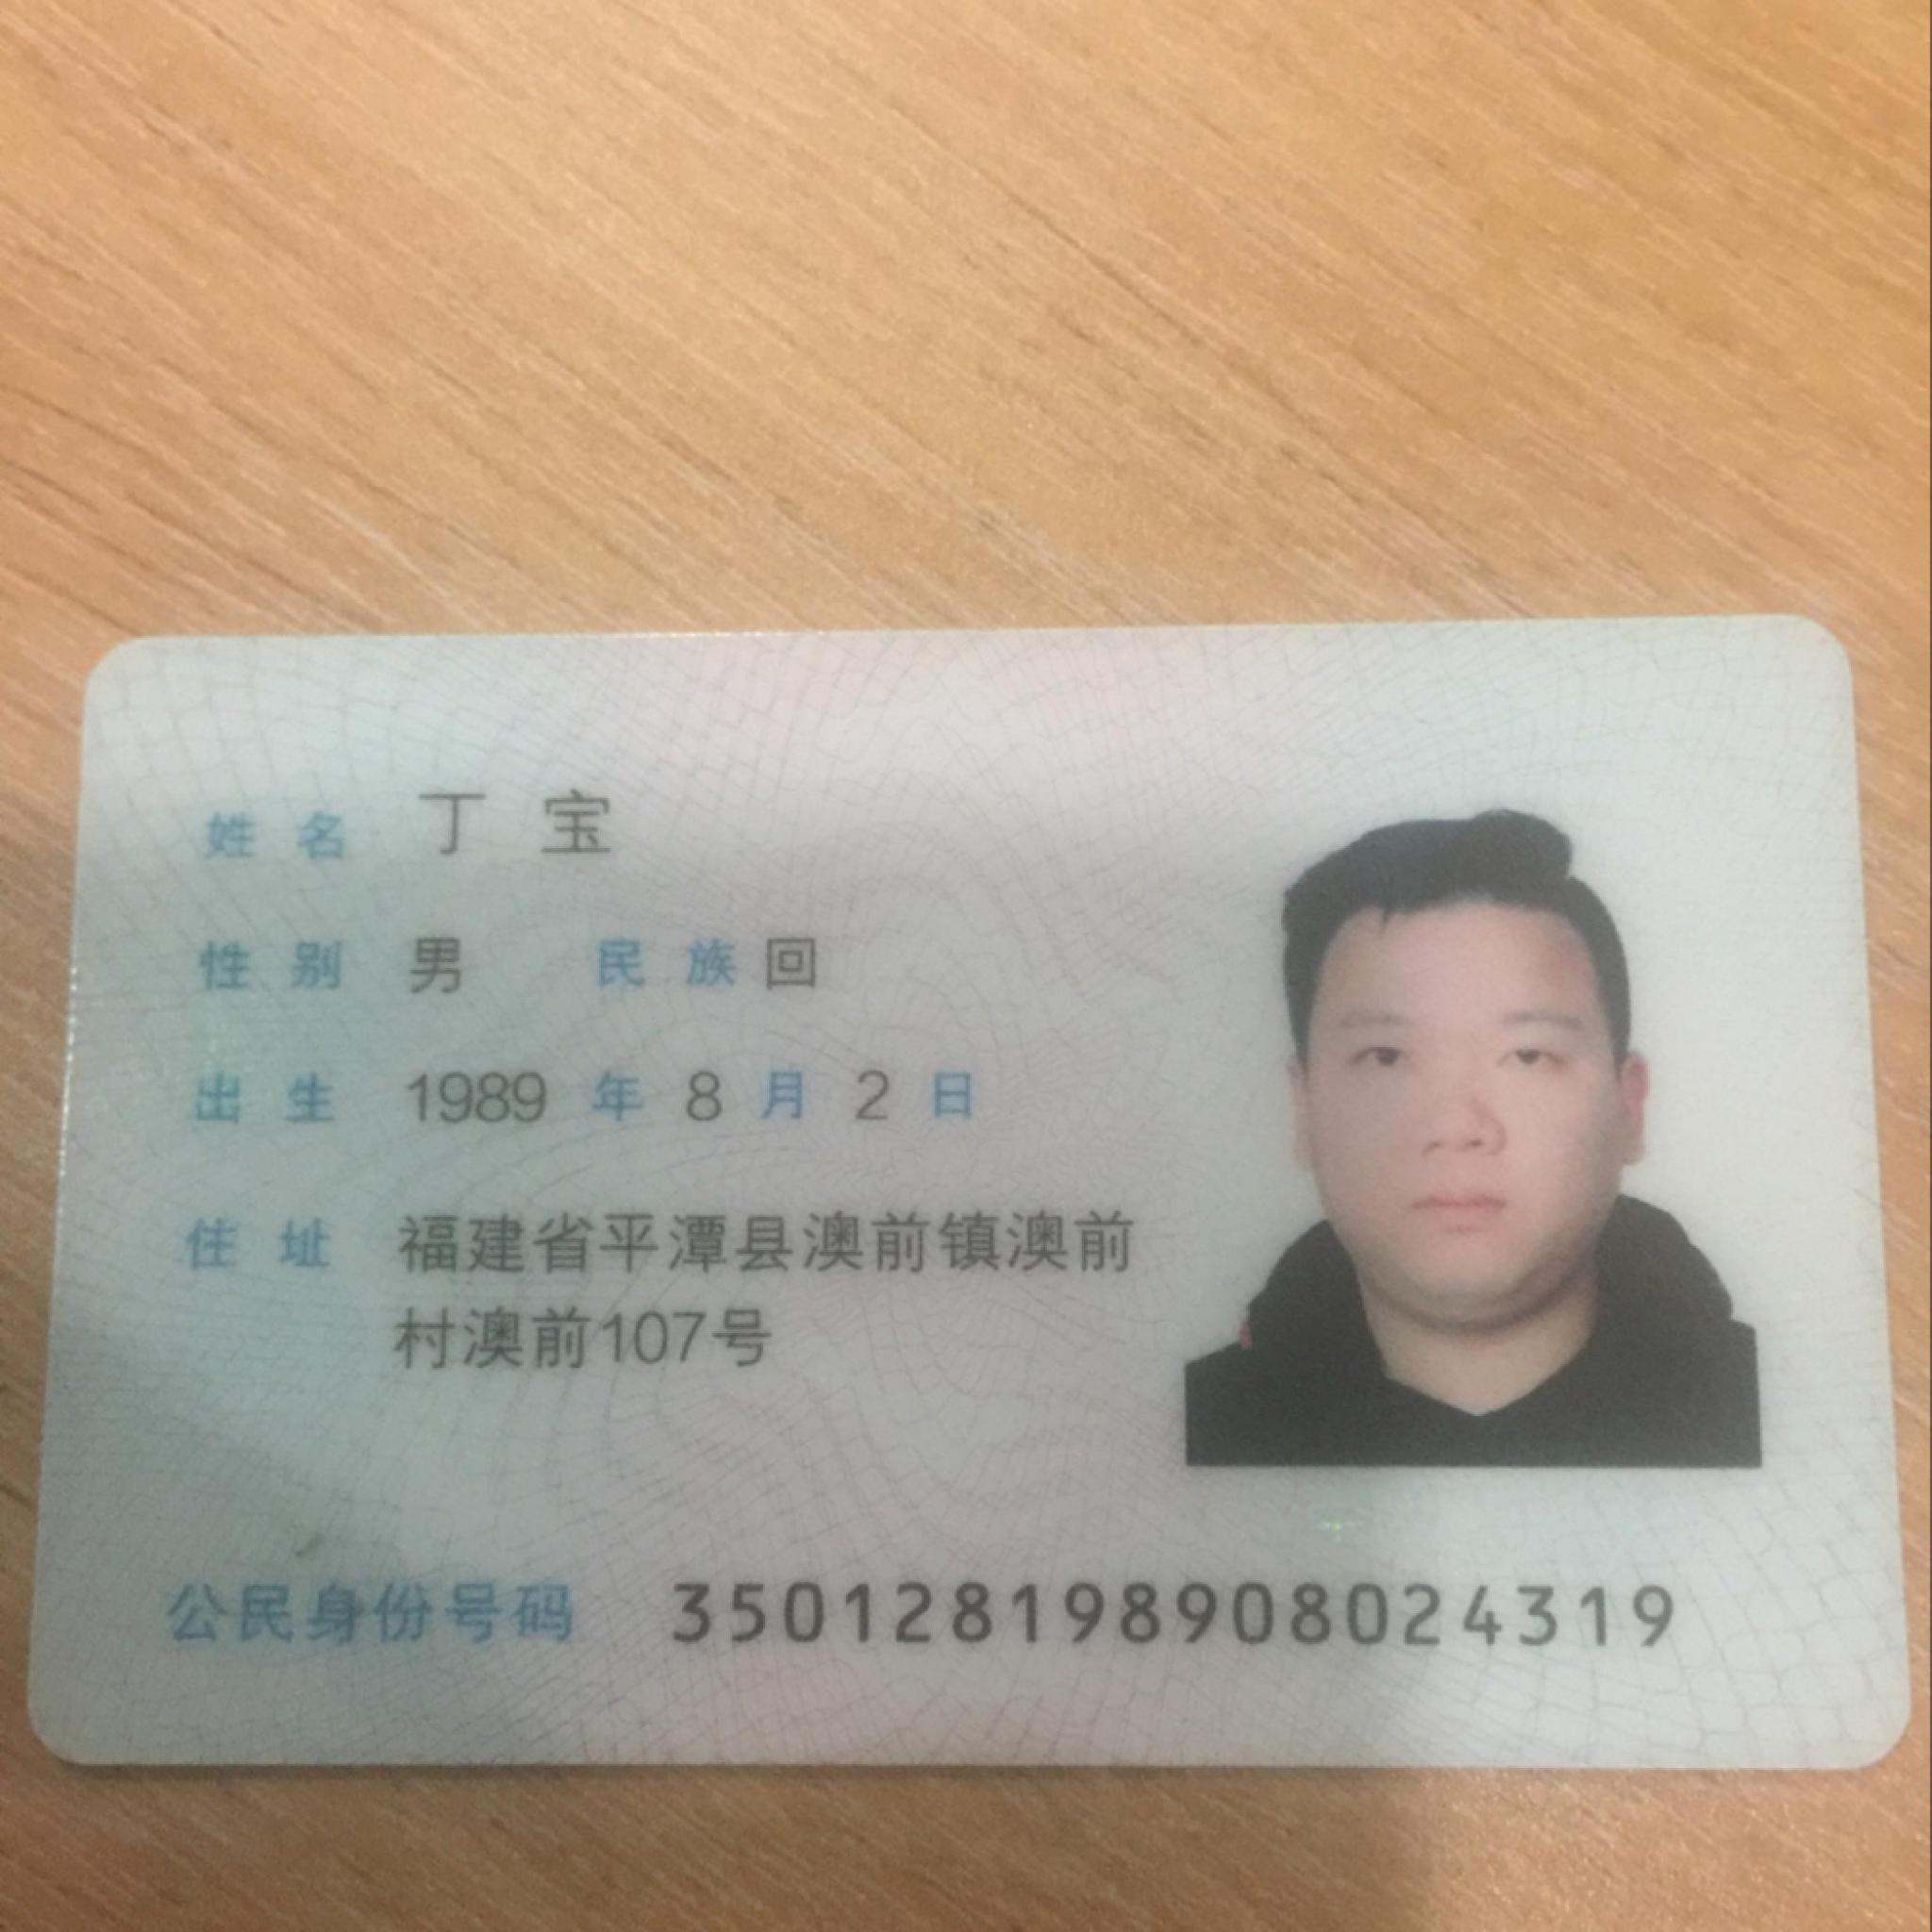 姓名 丁宝
性别 男 民族 回
出生 1989 年 8 月 2 日
住址 福建省平潭县澳前镇澳前
村澳前107号
公民身份号码 350128198908024319